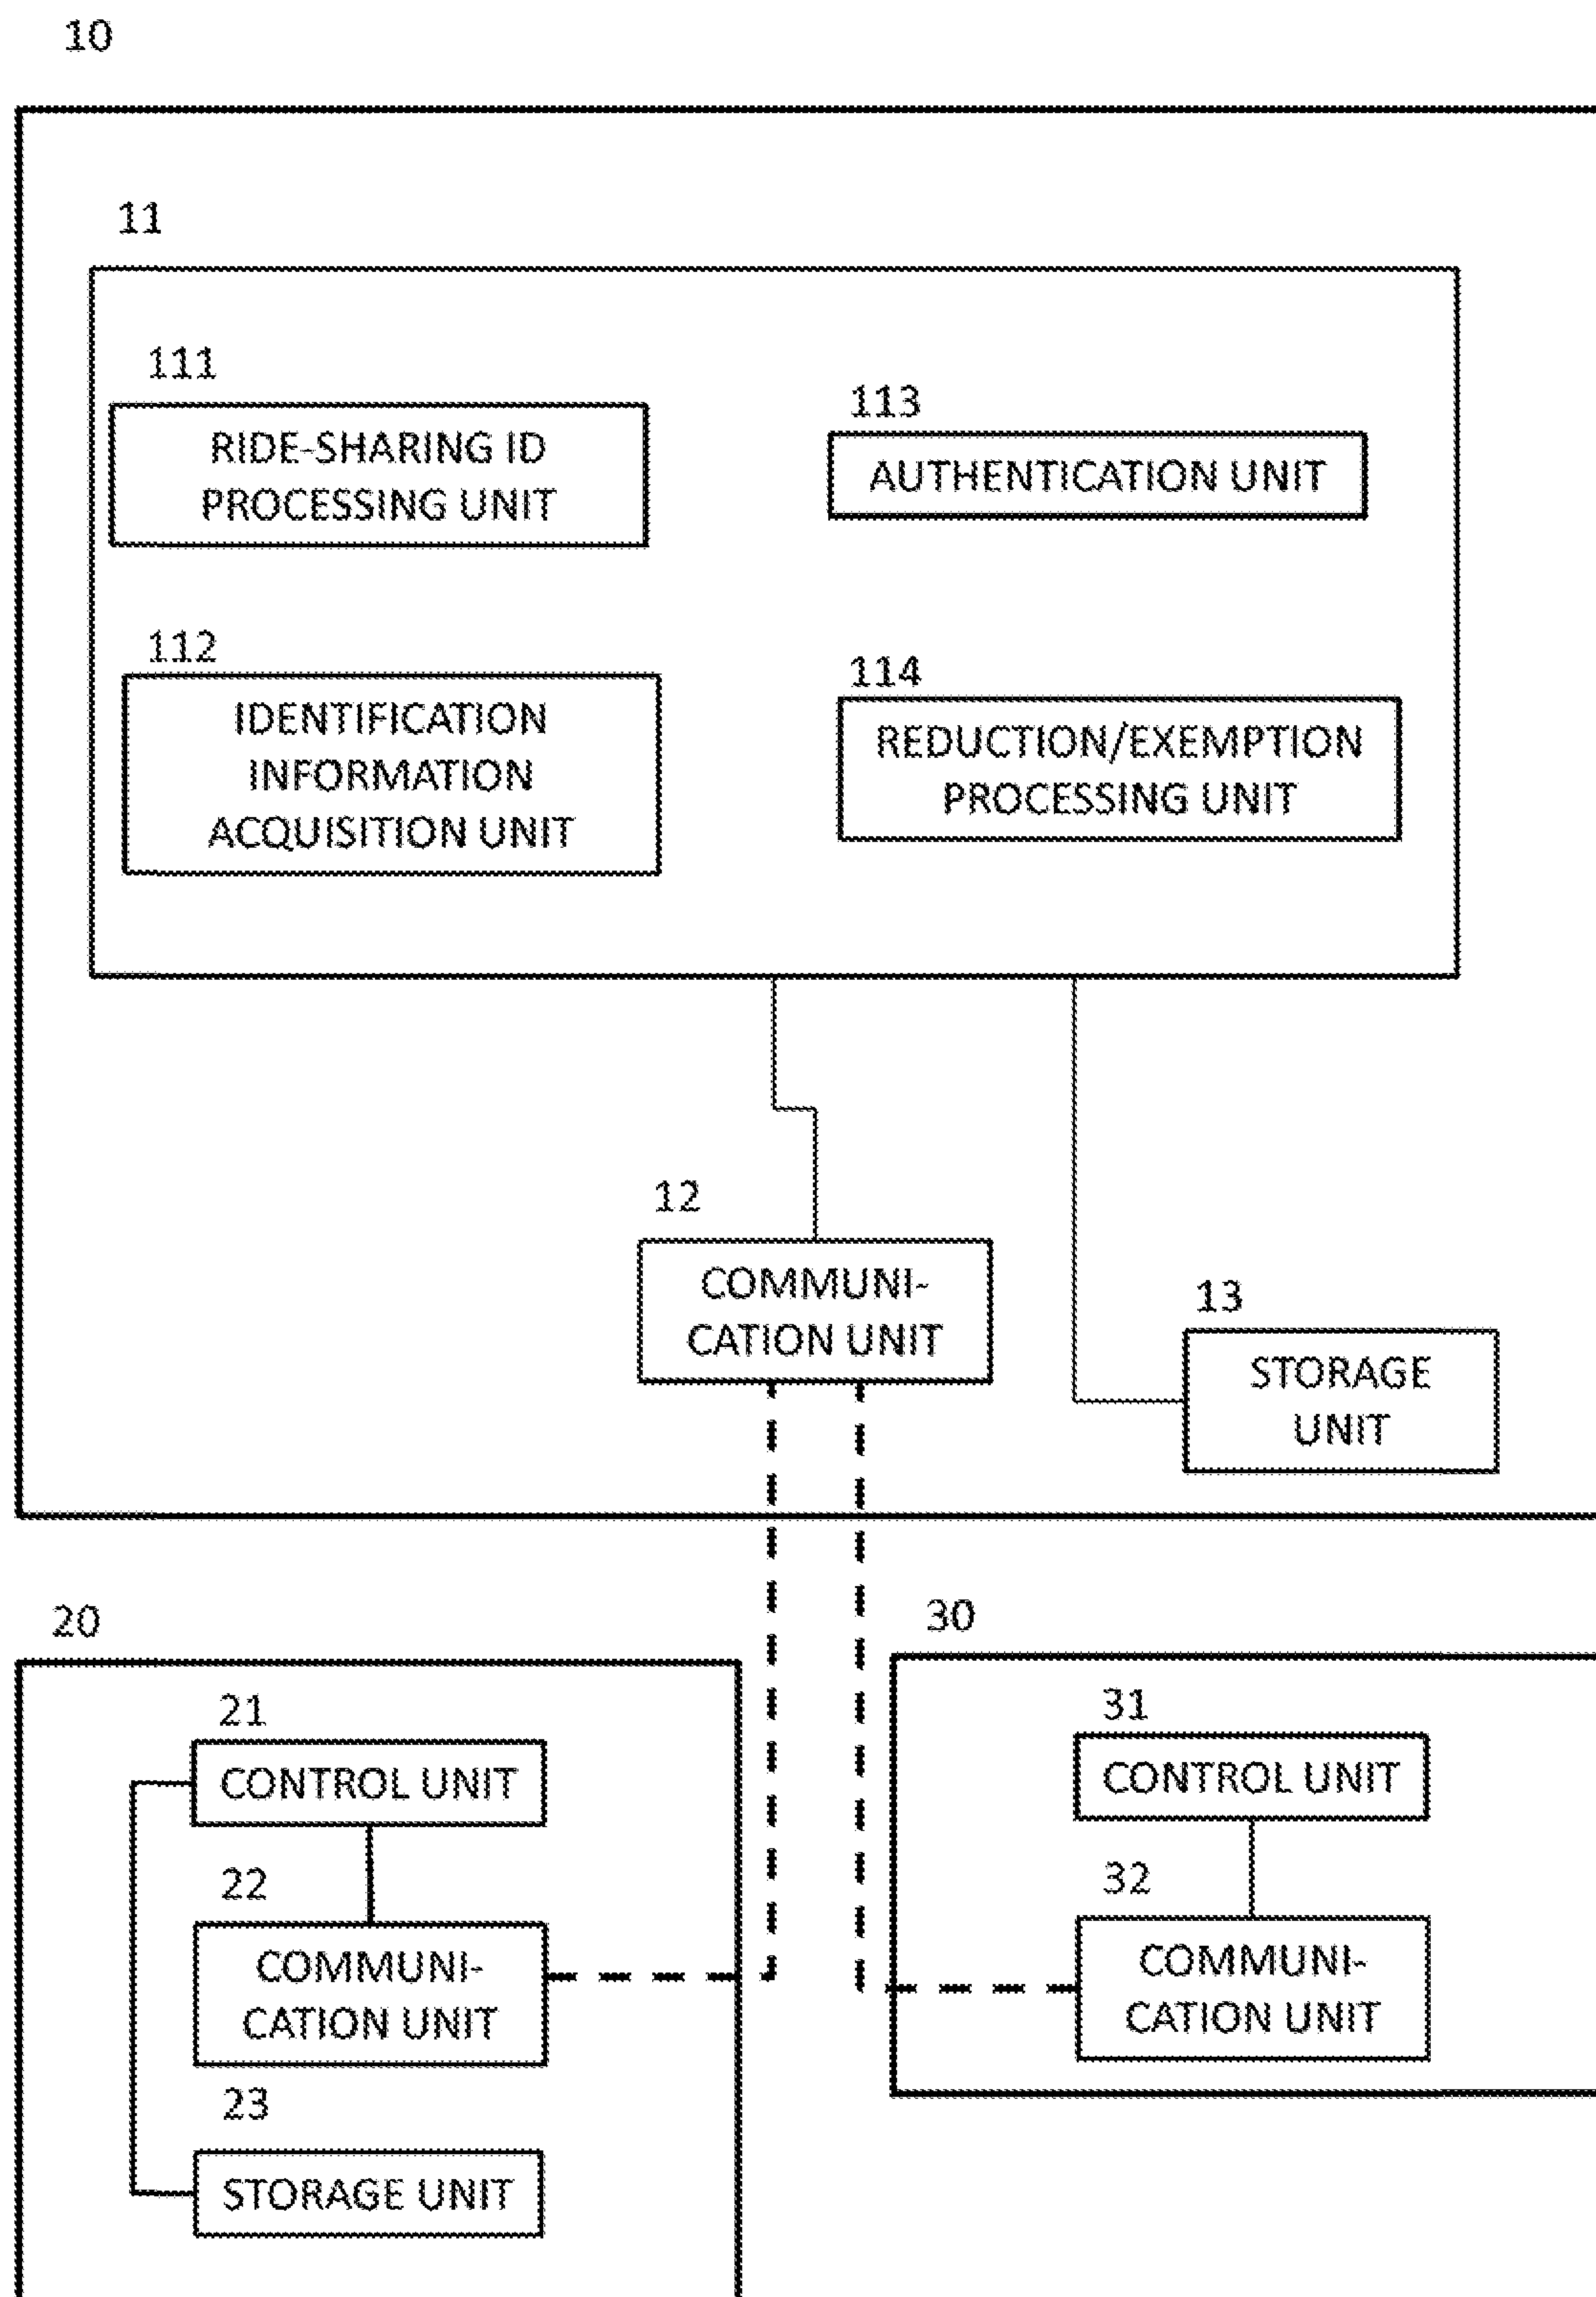 10
11
111
RIDE-SHARING ID
PROCESSING UNIT
113
AUTHENTICATION UNIT
112
IDENTIFICATION
INFORMATION
ACQUISITION UNIT
114
REDUCTION/EXEMPTION
PROCESSING UNIT
12
COMMUNI-
CATION UNIT
13
STORAGE
UNIT
20
21
CONTROL UNIT
22
COMMUNI-
CATION UNIT
23
STORAGE UNIT
30
31
CONTROL UNIT
32
COMMUNI-
CATION UNIT